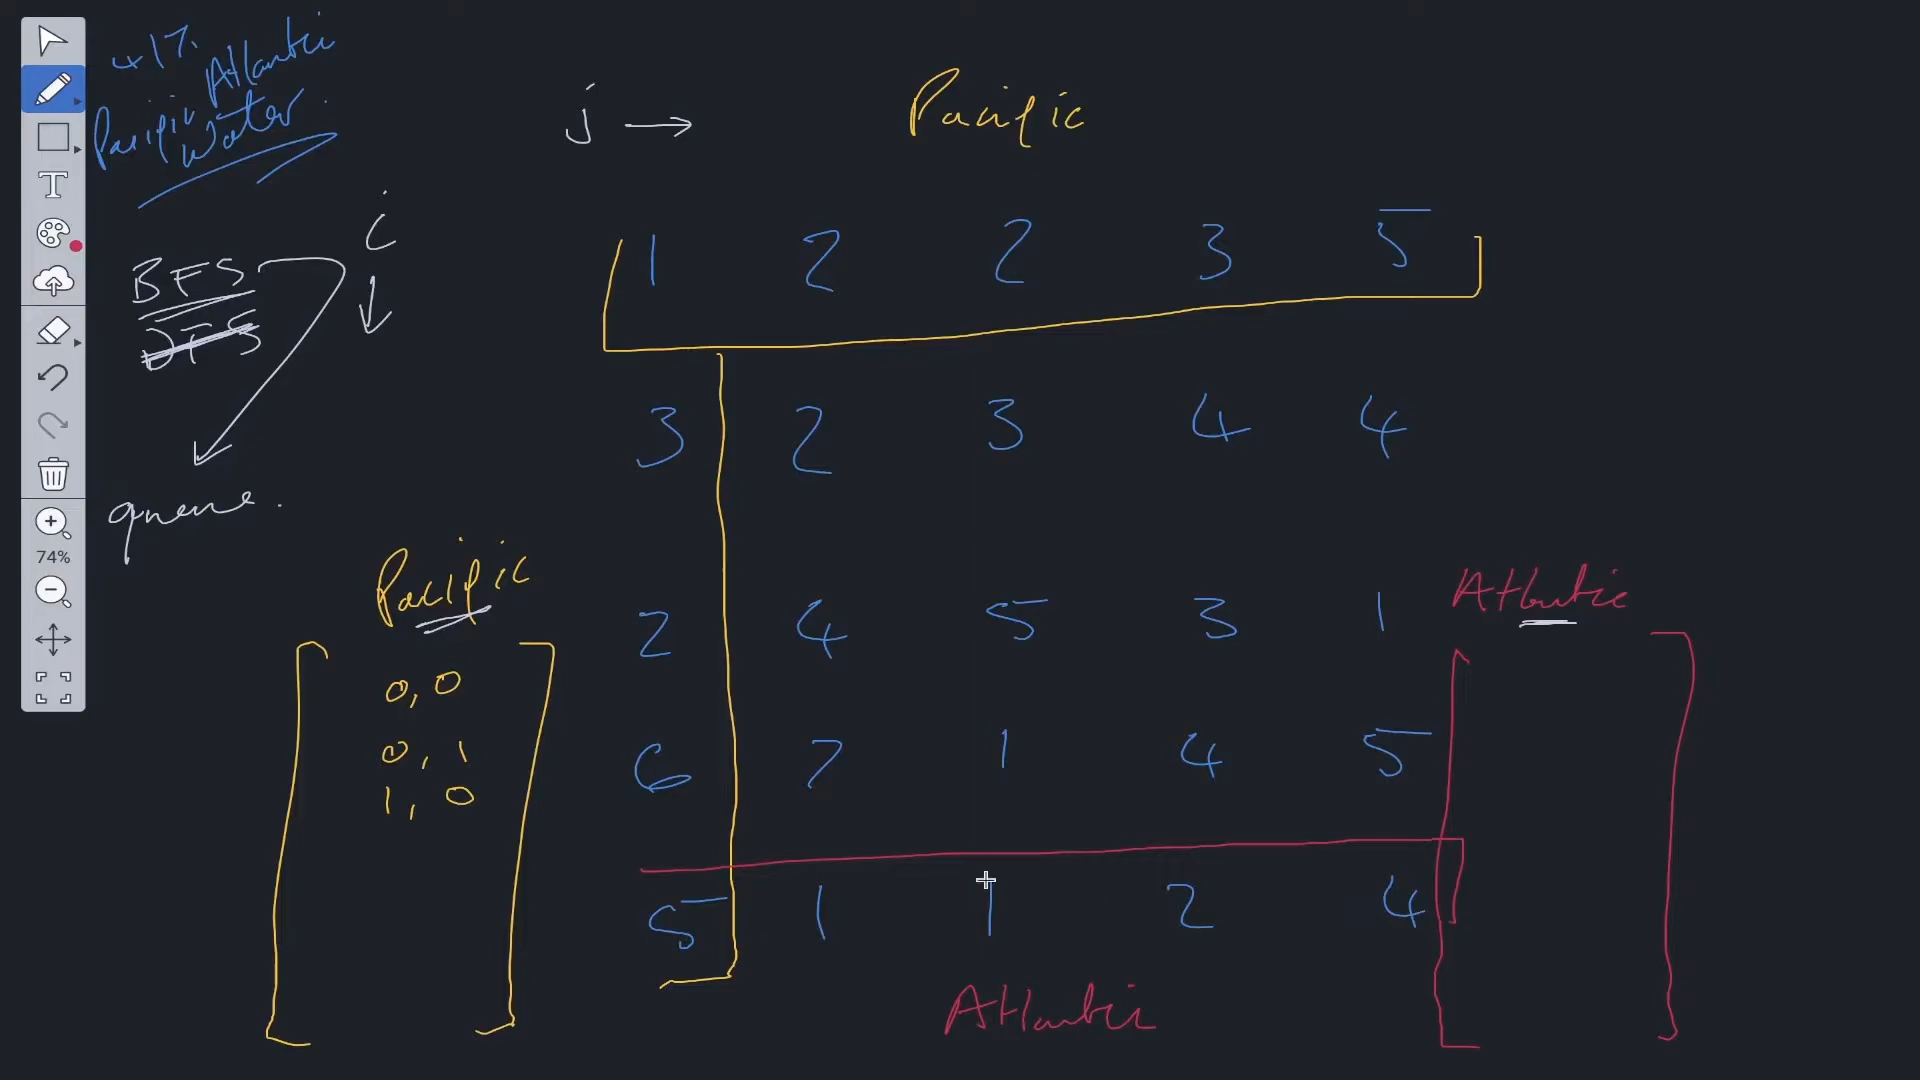 417. Atlantic
Pacific
Water.
j → Pacific
i
BFS
DFS
queue.
1 2 2 3 5
3 2 3 4 4
2 4 5 3 1
6 7 1 4 5
5 1 1 2 4
Pacific
0, 0
0, 1
1, 0
Atlantic
Atlantic
T
74%